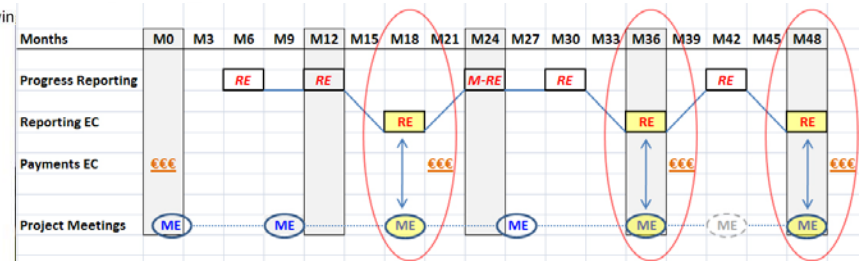 in
Months M0 M3 M6 M9 M12 M15 M18 M21 M24 M27 M30 M33 M36 M39 M42 M45 M48
Progress Reporting RE RE M-RE RE RE
Reporting EC RE RE RE
Payments EC €€€ €€€ €€€ €€€
Project Meetings ME ME ME ME ME ME ME